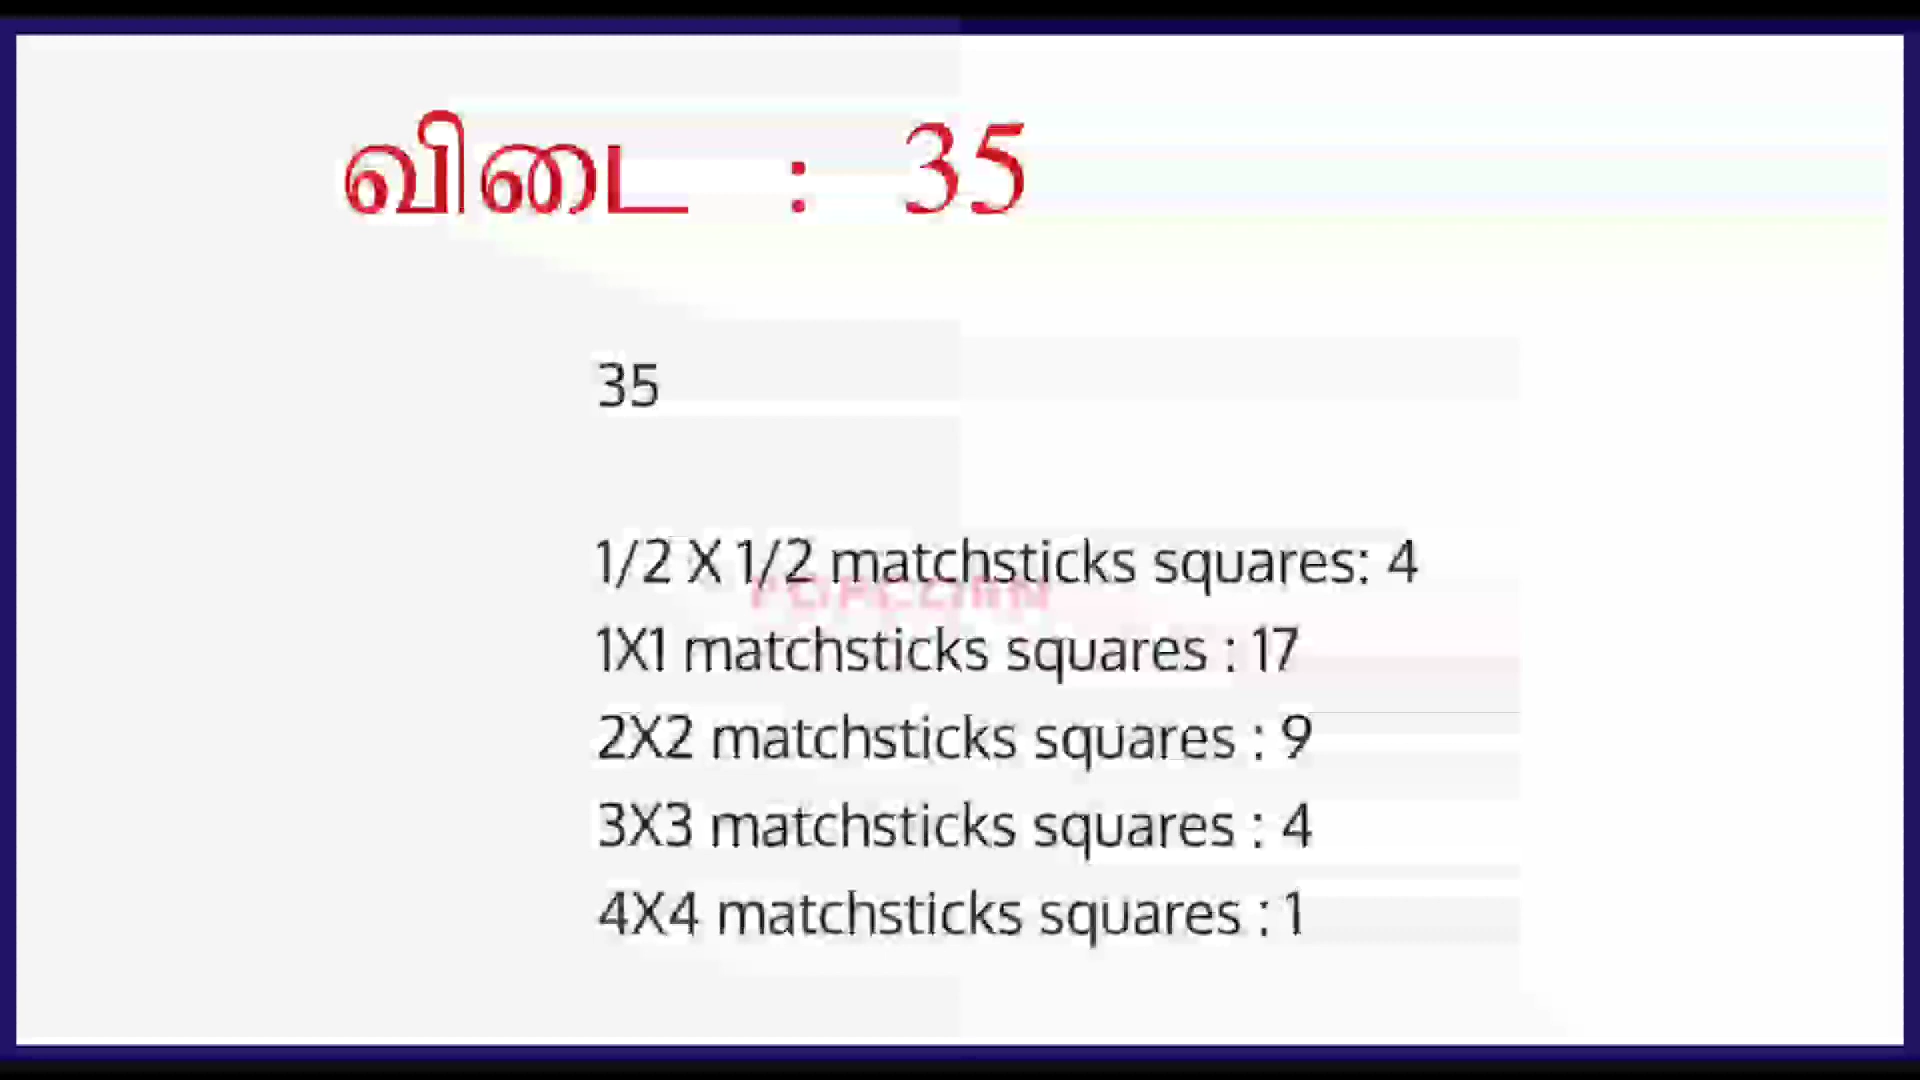 விடை : 35
35
1/2 X 1/2 matchsticks squares: 4
POPCORN
1X1 matchsticks squares : 17
2X2 matchsticks squares : 9
3X3 matchsticks squares : 4
4X4 matchsticks squares : 1